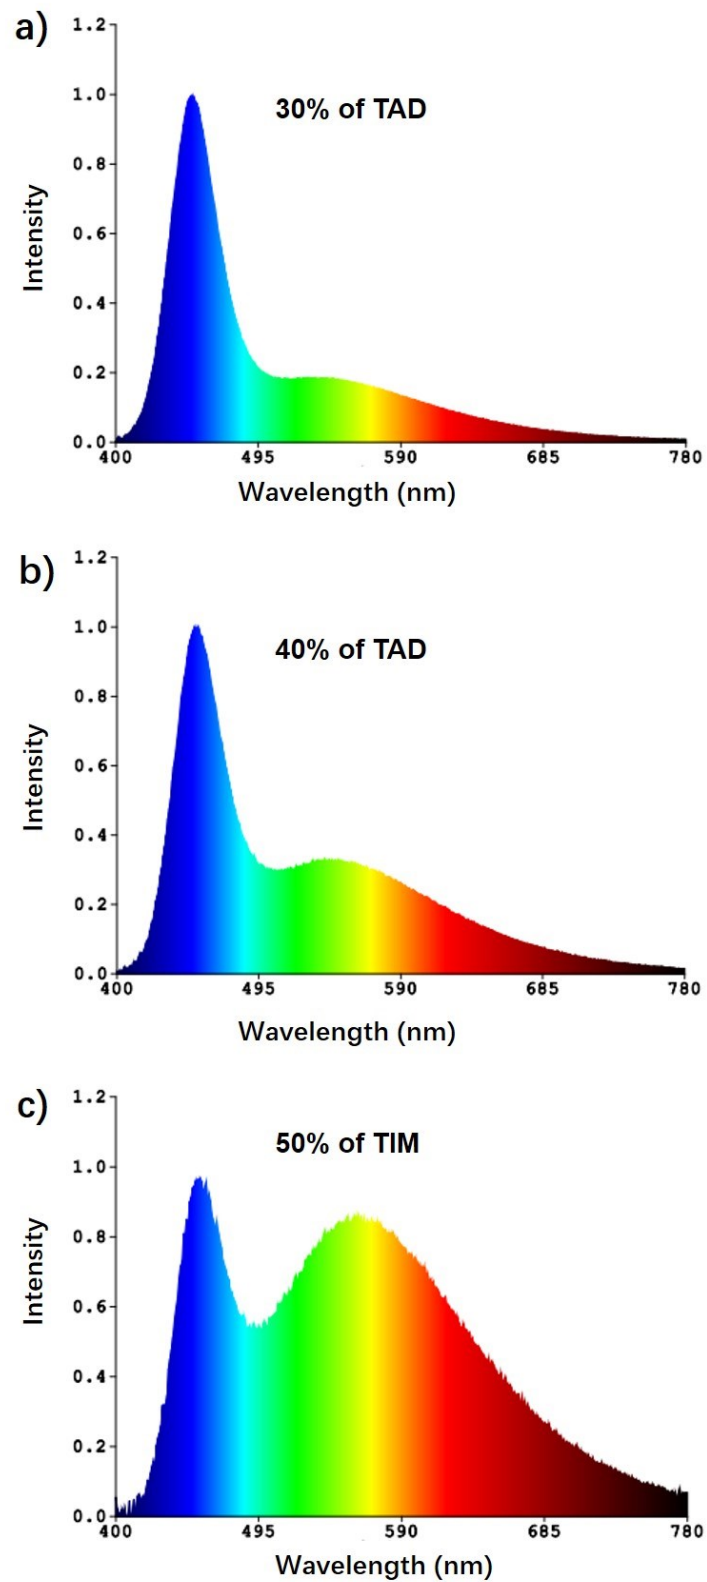 a)
1.2
1.0
30% of TAD
0.8
Intensity
0.6
0.4
0.2
0.0
400 495 590 685 780
Wavelength (nm)
b)
1.2
1.0
40% of TAD
0.8
Intensity
0.6
0.4
0.2
0.0
400 495 590 685 780
Wavelength (nm)
c)
1.2
50% of TIM
1.0
0.8
Intensity
0.6
0.4
0.2
0.0
400 495 590 685 780
Wavelength (nm)